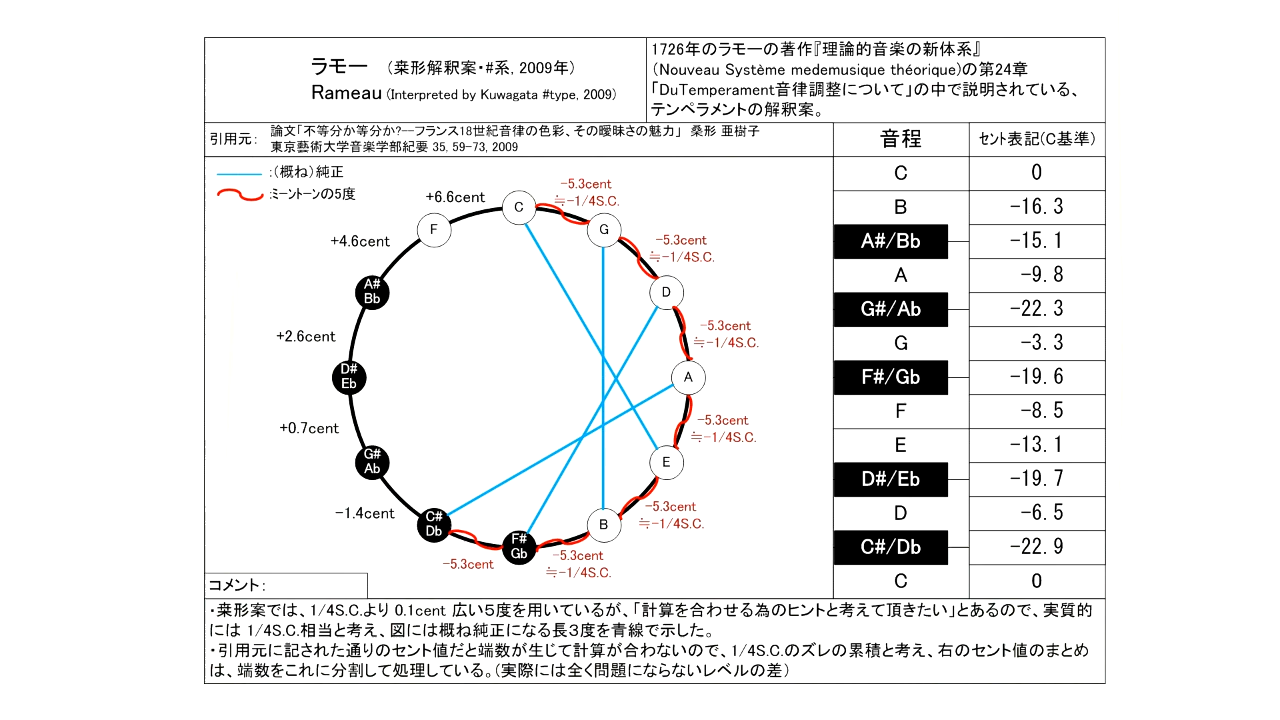 ラモー （桒形解釈案・#系, 2009年）
Rameau (Interpreted by Kuwagata #type, 2009)
1726年のラモーの著作『理論的音楽の新体系』
（Nouveau Système medemusique théorique)の第24章
「DuTemperament音律調整について」の中で説明されている、
テンペラメントの解釈案。
引用元：
論文「不等分か等分か?--フランス18世紀音律の色彩、その曖昧さの魅力」 桑形 亜樹子
東京藝術大学音楽学部紀要 35, 59-73, 2009
音程
セント表記(C基準)
:（概ね）純正
:ミーントーンの5度
C
G
D
A
E
B
F#
Gb
C#
Db
G#
Ab
D#
Eb
A#
Bb
F
-5.3cent
≒-1/4S.C.
-5.3cent
≒-1/4S.C.
-5.3cent
≒-1/4S.C.
-5.3cent
≒-1/4S.C.
-5.3cent
≒-1/4S.C.
-5.3cent
≒-1/4S.C.
-5.3cent
-1.4cent
+0.7cent
+2.6cent
+4.6cent
+6.6cent
C 0
B -16.3
A#/Bb -15.1
A -9.8
G#/Ab -22.3
G -3.3
F#/Gb -19.6
F -8.5
E -13.1
D#/Eb -19.7
D -6.5
C#/Db -22.9
C 0
コメント：
・桒形案では、1/4S.C.より 0.1cent 広い５度を用いているが、「計算を合わせる為のヒントと考えて頂きたい」とあるので、実質的
には 1/4S.C.相当と考え、図には概ね純正になる長３度を青線で示した。
・引用元に記された通りのセント値だと端数が生じて計算が合わないので、1/4S.C.のズレの累積と考え、右のセント値のまとめ
は、端数をこれに分割して処理している。（実際には全く問題にならないレベルの差）